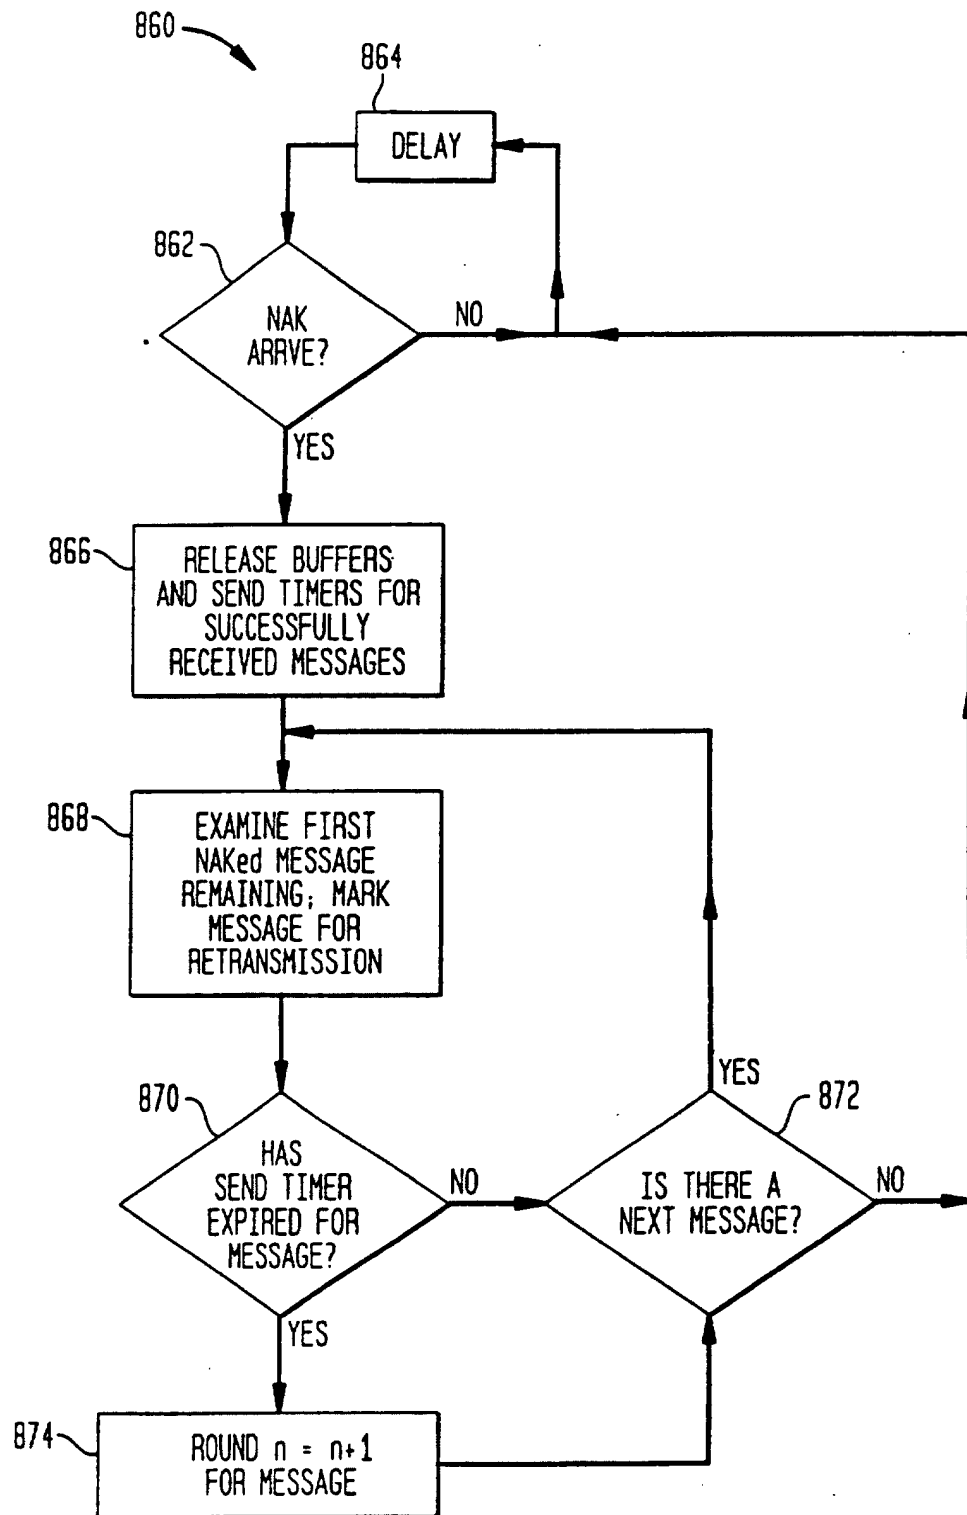 860
864
DELAY
862
NAK
ARRVE?
NO
YES
866
RELEASE BUFFERS
AND SEND TIMERS FOR
SUCCESSFULLY
RECEIVED MESSAGES
868
EXAMINE FIRST
NAKed MESSAGE
REMAINING; MARK
MESSAGE FOR
RETRANSMISSION
870
HAS
SEND TIMER
EXPIRED FOR
MESSAGE?
NO
YES
872
IS THERE A
NEXT MESSAGE?
YES
NO
874
ROUND n = n+1
FOR MESSAGE